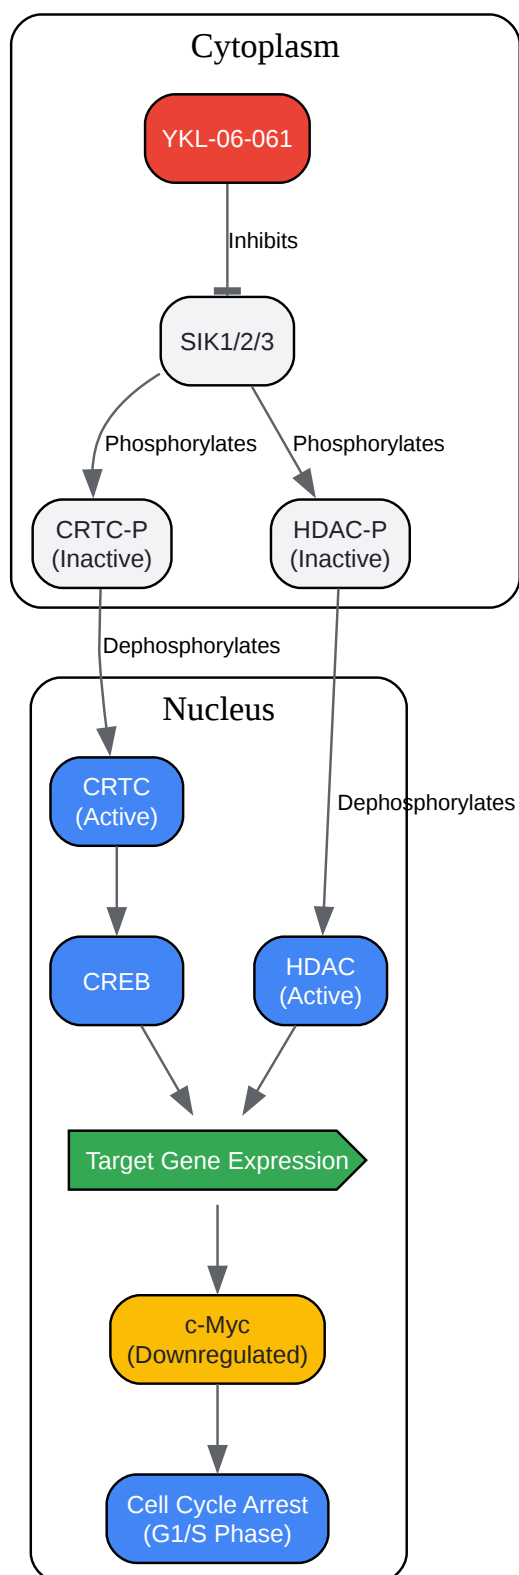 Cytoplasm
YKL-06-061
Inhibits
SIK1/2/3
Phosphorylates
Phosphorylates
CRTC-P
(Inactive)
HDAC-P
(Inactive)
Dephosphorylates
Nucleus
CRTC
(Active)
Dephosphorylates
CREB
HDAC
(Active)
Target Gene Expression
c-Myc
(Downregulated)
Cell Cycle Arrest
(G1/S Phase)